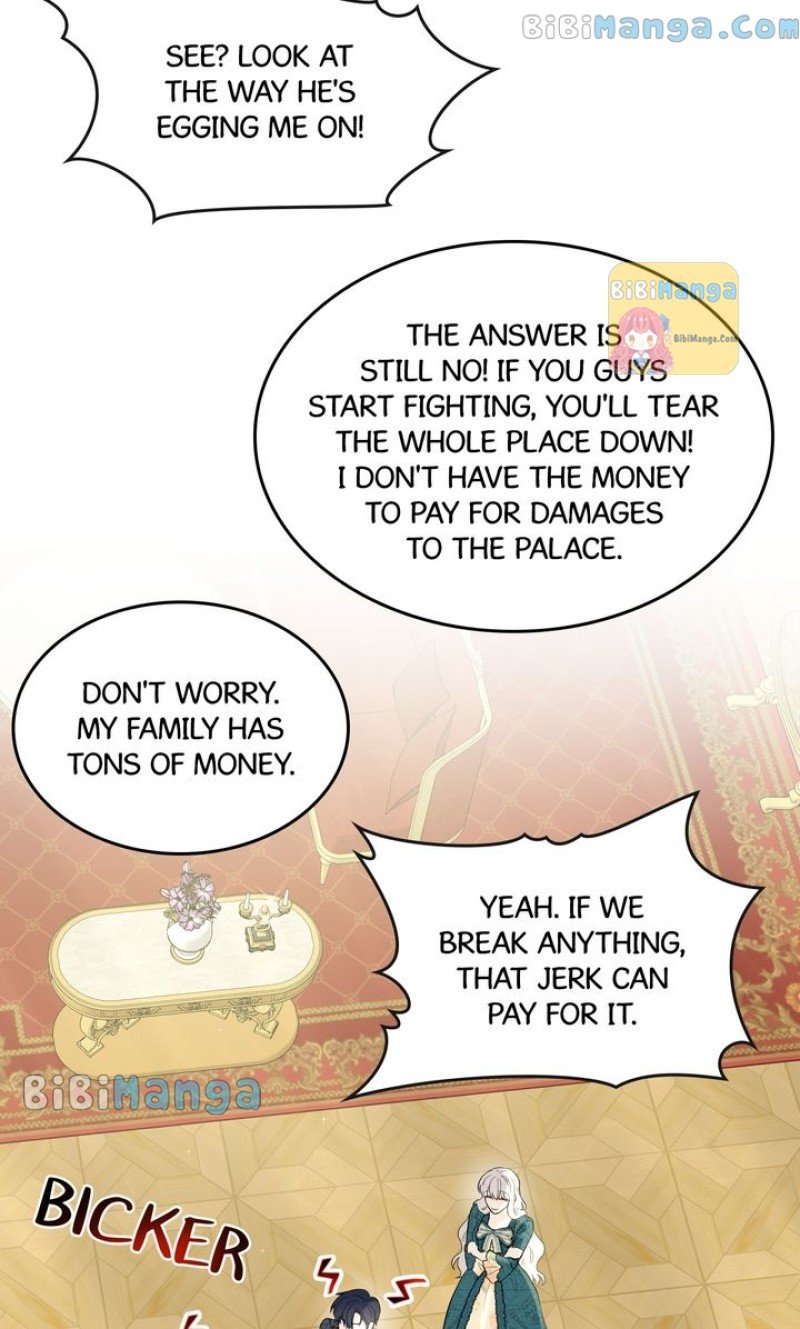 BiBiManga.Com
SEE? LOOK AT
THE WAY HE'S
EGGING ME ON!
BiBiManga
BibiManga.Com
THE ANSWER IS
STILL NO! IF YOU GUYS
START FIGHTING, YOU'LL TEAR
THE WHOLE PLACE DOWN!
I DON'T HAVE THE MONEY
TO PAY FOR DAMAGES
TO THE PALACE.
DON'T WORRY.
MY FAMILY HAS
TONS OF MONEY.
YEAH. IF WE
BREAK ANYTHING,
THAT JERK CAN
PAY FOR IT.
BiBiManga
BICKER